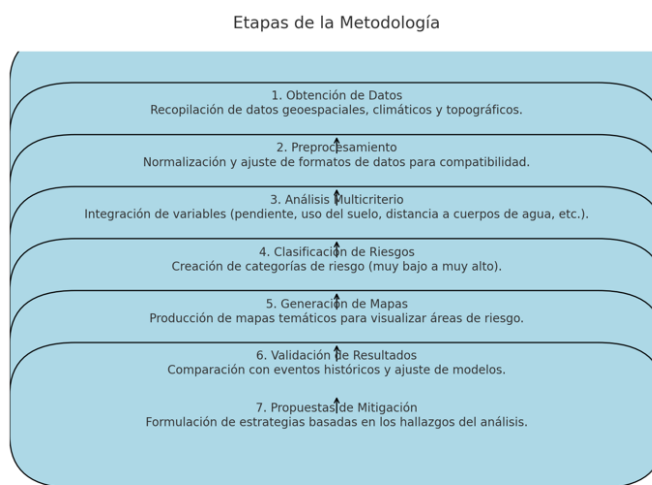 Etapas de la Metodología
1. Obtención de Datos
Recopilación de datos geoespaciales, climáticos y topográficos.
2. Preprocesamiento
Normalización y ajuste de formatos de datos para compatibilidad.
3. Análisis Multicriterio
Integración de variables (pendiente, uso del suelo, distancia a cuerpos de agua, etc.).
4. Clasificación de Riesgos
Creación de categorías de riesgo (muy bajo a muy alto).
5. Generación de Mapas
Producción de mapas temáticos para visualizar áreas de riesgo.
6. Validación de Resultados
Comparación con eventos históricos y ajuste de modelos.
7. Propuestas de Mitigación
Formulación de estrategias basadas en los hallazgos del análisis.